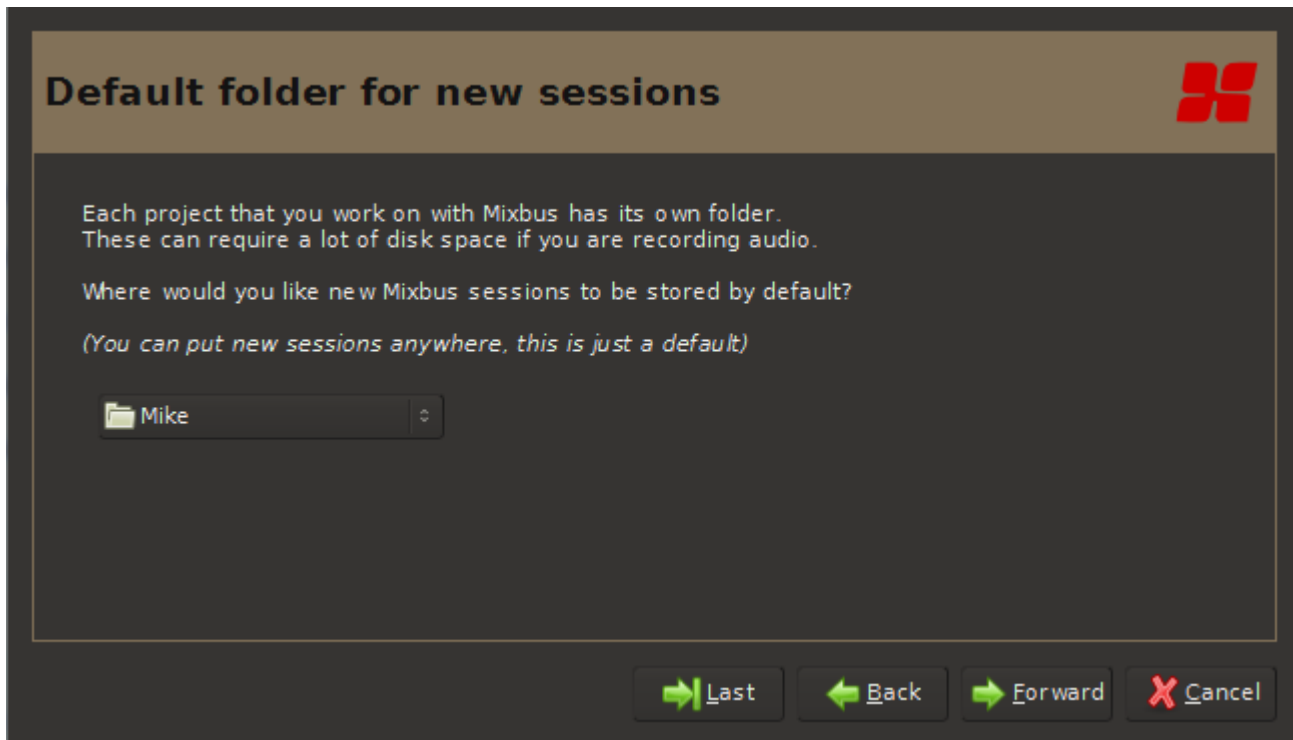 Default folder for new sessions
Each project that you work on with Mixbus has its own folder.
These can require a lot of disk space if you are recording audio.
Where would you like new Mixbus sessions to be stored by default?
(You can put new sessions anywhere, this is just a default)
Mike
Last
Back
Forward
Cancel